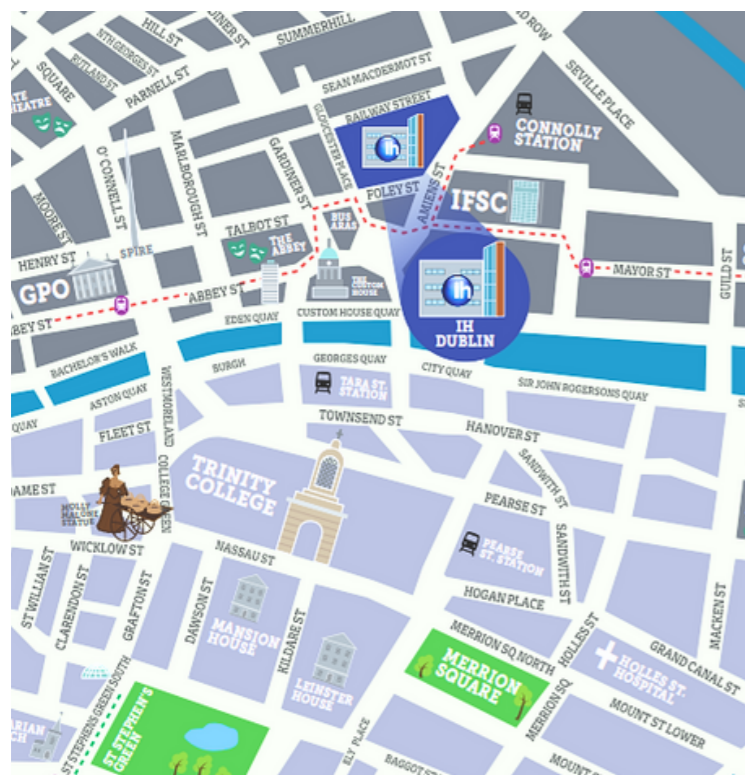 SUMMERHILL
HILL ST
NTH GEORGES ST
RUTLAND ST
SQUARE
PARNELL ST
SEAN MACDERMOT ST
RAILWAY STREET
GLOUCESTER PLACE
SEVILLE PLACE
CONNOLLY
STATION
ih
O' CONNELL ST
MARLBOROUGH ST
GARDINER ST
MOORE ST
TALBOT ST
POLEY ST
AMIENS ST
IFSC
BUS
ARAS
THE
ABBEY
SPIRE
HENRY ST
GPO
ABBEY ST
THE
CUSTOM
HOUSE
MAYOR ST
GUILD ST
ih
IH
DUBLIN
EDEN QUAY
CUSTOM HOUSE QUAY
BACHELOR'S WALK
BURGH
GEORGES QUAY
CITY QUAY
SIR JOHN ROGERSONS QUAY
ASTON QUAY
QUAY
WESTMORELAND
TARA ST.
STATION
TOWNSEND ST
HANOVER ST
FLEET ST
TRINITY
COLLEGE
COLLEGE GREEN
SANDWITH ST
PEARSE ST
MOLLY
MALONE
STATUE
WICKLOW ST
NASSAU ST
PEARSE
ST. STATION
SANDWITH ST
HOGAN PLACE
ST WILLIAN ST
CLARENDON ST
GRAFTON ST
DAWSON ST
MANSION
HOUSE
KILDARE ST
LEINSTER
HOUSE
MERRION SQ NORTH
MERRION
SQUARE
HOLLES ST
MERRION SQ
HOLLES ST.
HOSPITAL
GRAND CANAL ST
MACKEN ST
MOUNT ST LOWER
ST STEPHENS GREEN SOUTH
ST STEPHEN'S
GREEN
ELY PLACE